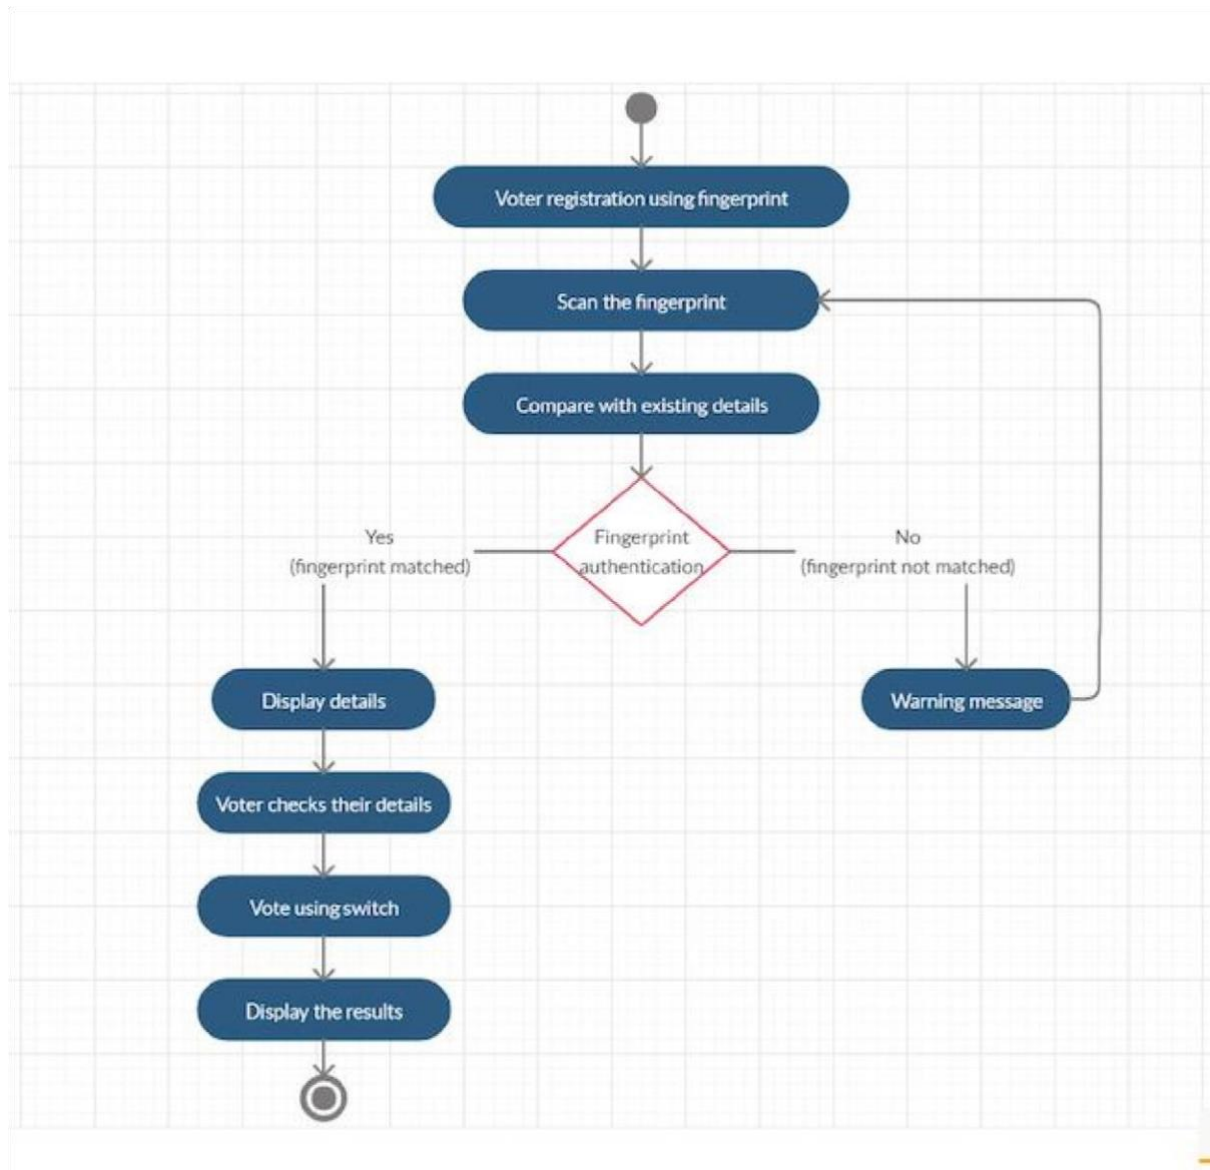 Voter registration using fingerprint
Scan the fingerprint
Compare with existing details
Fingerprint
authentication
Yes
(fingerprint matched)
No
(fingerprint not matched)
Display details
Warning message
Voter checks their details
Vote using switch
Display the results